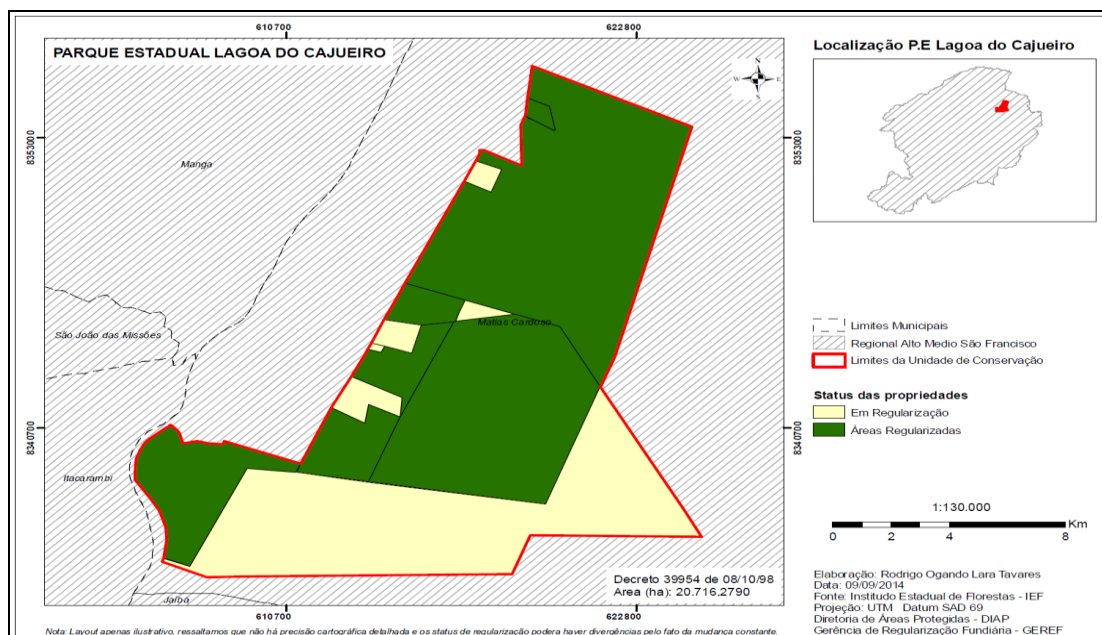 610700
622800
PARQUE ESTADUAL LAGOA DO CAJUEIRO
N
W E
S
Localização P.E Lagoa do Cajueiro
8353000
8353000
Manga
São João das Missões
Matias Cardoso
Limites Municipais
Regional Alto Medio São Francisco
Limites da Unidade de Conservação
Status das propriedades
Em Regularização
Áreas Regularizadas
8340700
8340700
Itacarambi
1:130.000
Km
0 2 4 8
Decreto 39954 de 08/10/98
Area (ha): 20.716,2790
Jaíba
Elaboração: Rodrigo Ogando Lara Tavares
Data: 09/09/2014
Fonte: Instituto Estadual de Florestas - IEF
Projeção: UTM Datum SAD 69
Diretoria de Áreas Protegidas - DIAP
Gerência de Regularização Fundiária - GEREF
Nota: Layout apenas ilustrativo, ressaltamos que não há precisão cartográfica detalhada e os status de regularização podera haver divergências pelo fato da mudança constante.